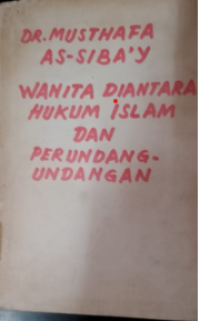 DR. MUSTHAFA
AS-SIBA'Y
WANITA DIANTARA
HUKUM ISLAM
DAN
PERUNDANG-
UNDANGAN